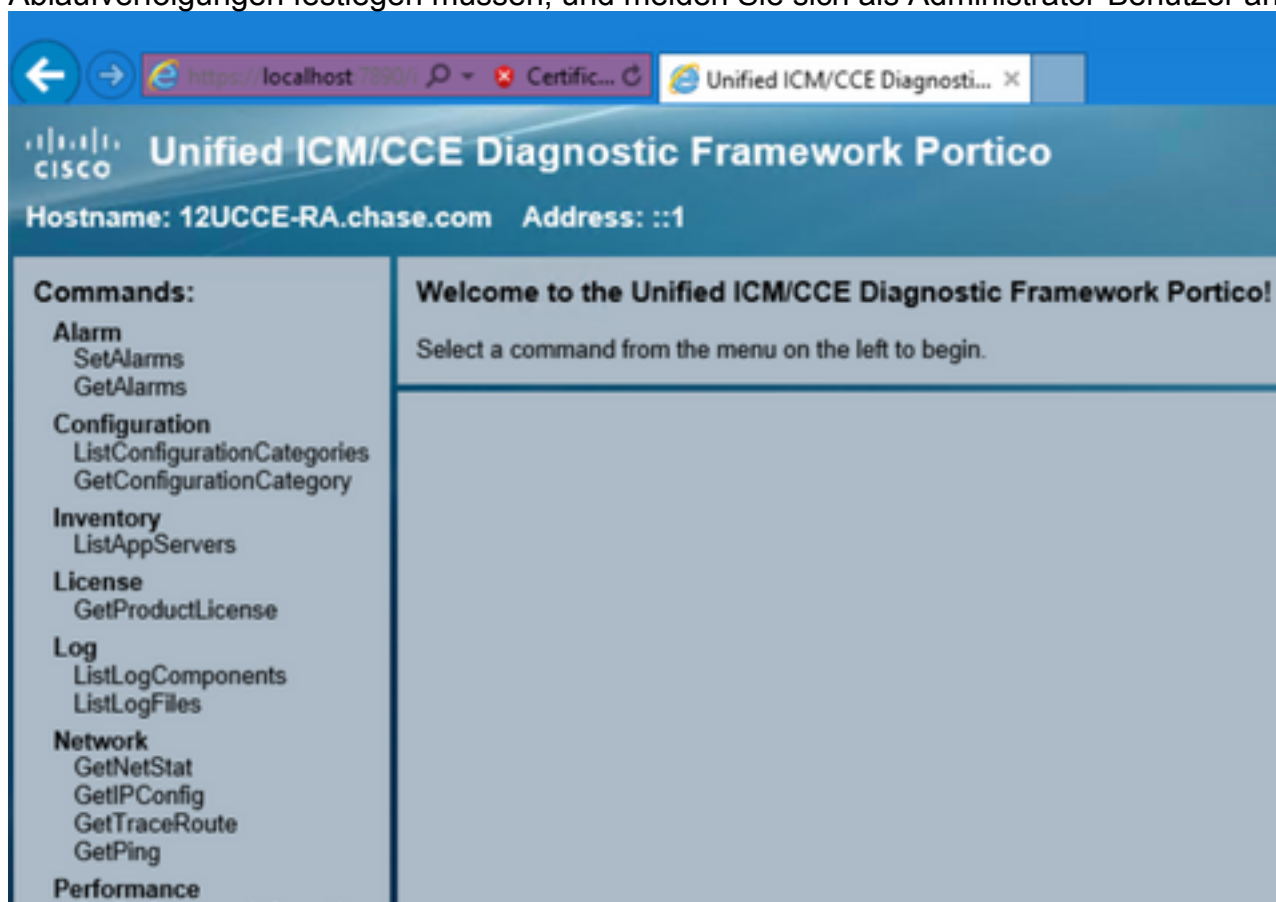 Ablaufverfolgungen festlegen müssen, und melden Sie sich als Administrator-Benutzer an
https://localhost:7890/i Certific... Unified ICM/CCE Diagnosti...
CISCO Unified ICM/CCE Diagnostic Framework Portico
Hostname: 12UCCE-RA.chase.com Address: ::1
Commands:
Alarm
SetAlarms
GetAlarms
Configuration
ListConfigurationCategories
GetConfigurationCategory
Inventory
ListAppServers
License
GetProductLicense
Log
ListLogComponents
ListLogFiles
Network
GetNetStat
GetIPConfig
GetTraceRoute
GetPing
Performance
Welcome to the Unified ICM/CCE Diagnostic Framework Portico!
Select a command from the menu on the left to begin.